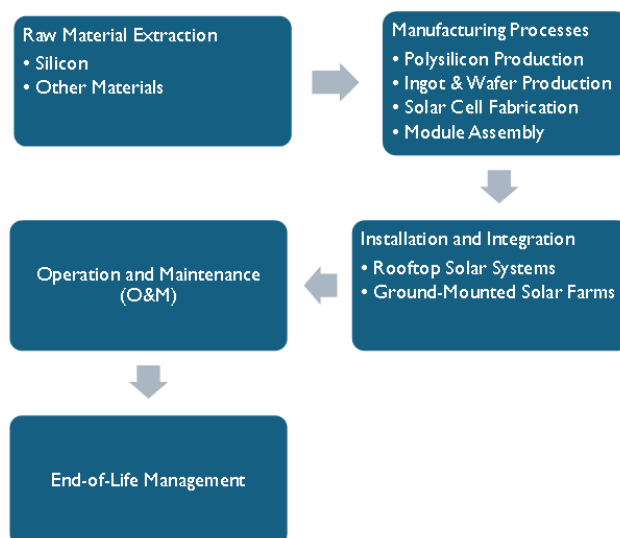 Raw Material Extraction
• Silicon
• Other Materials
Manufacturing Processes
• Polysilicon Production
• Ingot & Wafer Production
• Solar Cell Fabrication
• Module Assembly
Installation and Integration
• Rooftop Solar Systems
• Ground-Mounted Solar Farms
Operation and Maintenance
(O&M)
End-of-Life Management